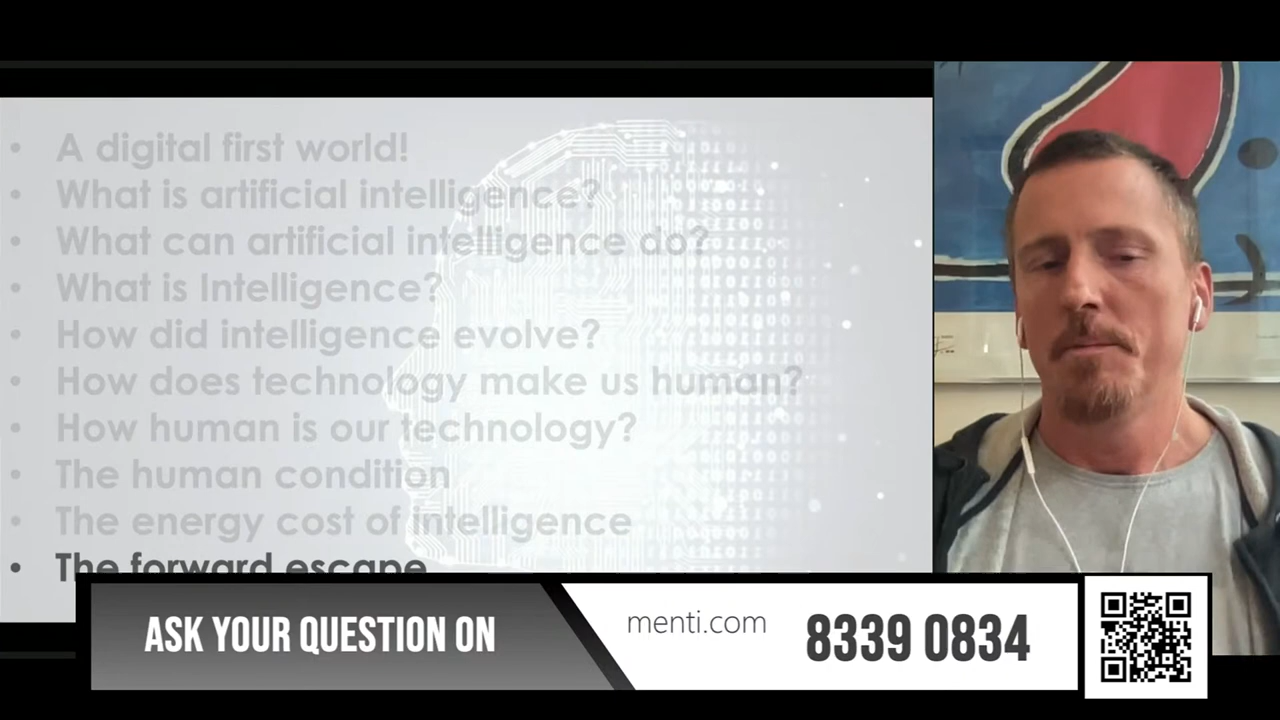 • A digital first world!
• What is artificial intelligence?
• What can artificial intelligence do?
• What is Intelligence?
• How did intelligence evolve?
• How does technology make us human?
• How human is our technology?
• The human condition
• The energy cost of intelligence
• The forward escape
ASK YOUR QUESTION ON
menti.com
8339 0834